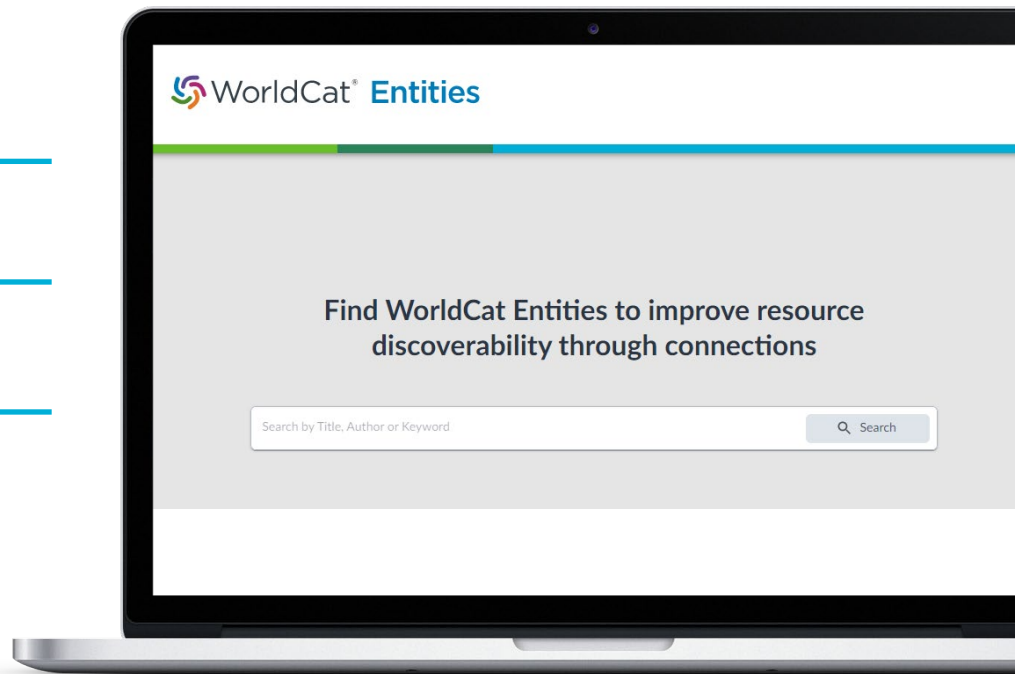 WorldCat® Entities
Find WorldCat Entities to improve resource
discoverability through connections
Search by Title, Author or Keyword
Search